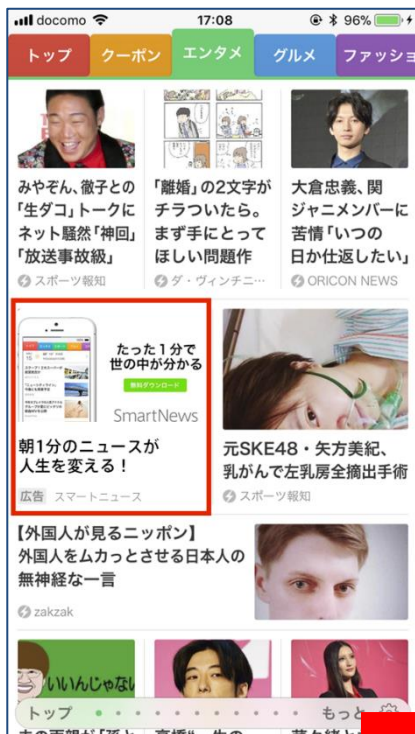 docomo
17:08
96%
トップ
クーポン
エンタメ
グルメ
ファッショ
みやぞん、徹子との
「生ダコ」トークに
ネット騒然「神回」
「放送事故級」
スポーツ報知
「離婚」の2文字が
チラついたら。
まず手にとって
ほしい問題作
ダ・ヴィンチニ…
大倉忠義、関
ジャニメンバーに
苦情「いつの
日か仕返したい」
ORICON NEWS
たった1分で
世の中が分かる
無料ダウンロード
SmartNews
朝1分のニュースが
人生を変える!
広告 スマートニュース
元SKE48・矢方美紀、
乳がんで左乳房全摘出手術
スポーツ報知
【外国人が見るニッポン】
外国人をムカっとさせる日本人の
無神経な一言
zakzak
いいんじゃない
トップ
もっと